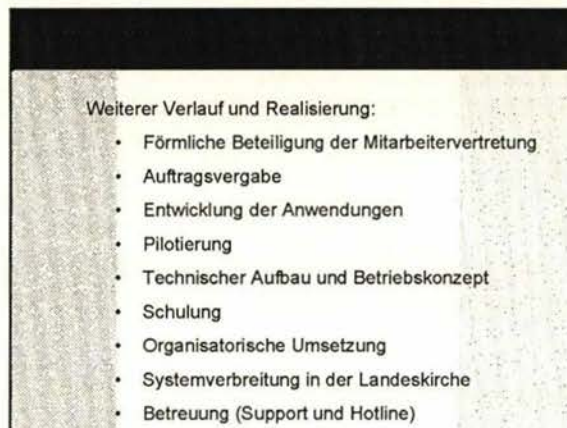 Weiterer Verlauf und Realisierung:
• Förmliche Beteiligung der Mitarbeitervertretung
• Auftragsvergabe
• Entwicklung der Anwendungen
• Pilotierung
• Technischer Aufbau und Betriebskonzept
• Schulung
• Organisatorische Umsetzung
• Systemverbreitung in der Landeskirche
• Betreuung (Support und Hotline)